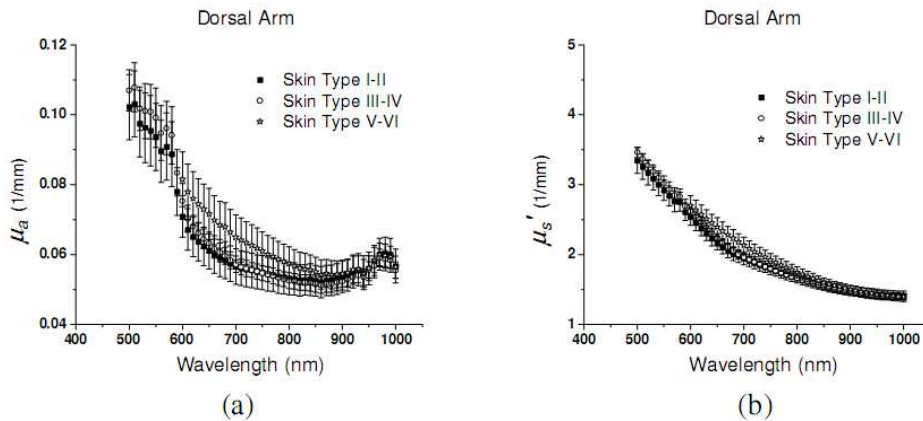 Dorsal Arm
0.12
0.10
0.08
0.06
0.04
μa (1/mm)
Skin Type I-II
Skin Type III-IV
Skin Type V-VI
400 500 600 700 800 900 1000
Wavelength (nm)
(a)
Dorsal Arm
5
4
3
2
1
μs' (1/mm)
Skin Type I-II
Skin Type III-IV
Skin Type V-VI
400 500 600 700 800 900 1000
Wavelength (nm)
(b)